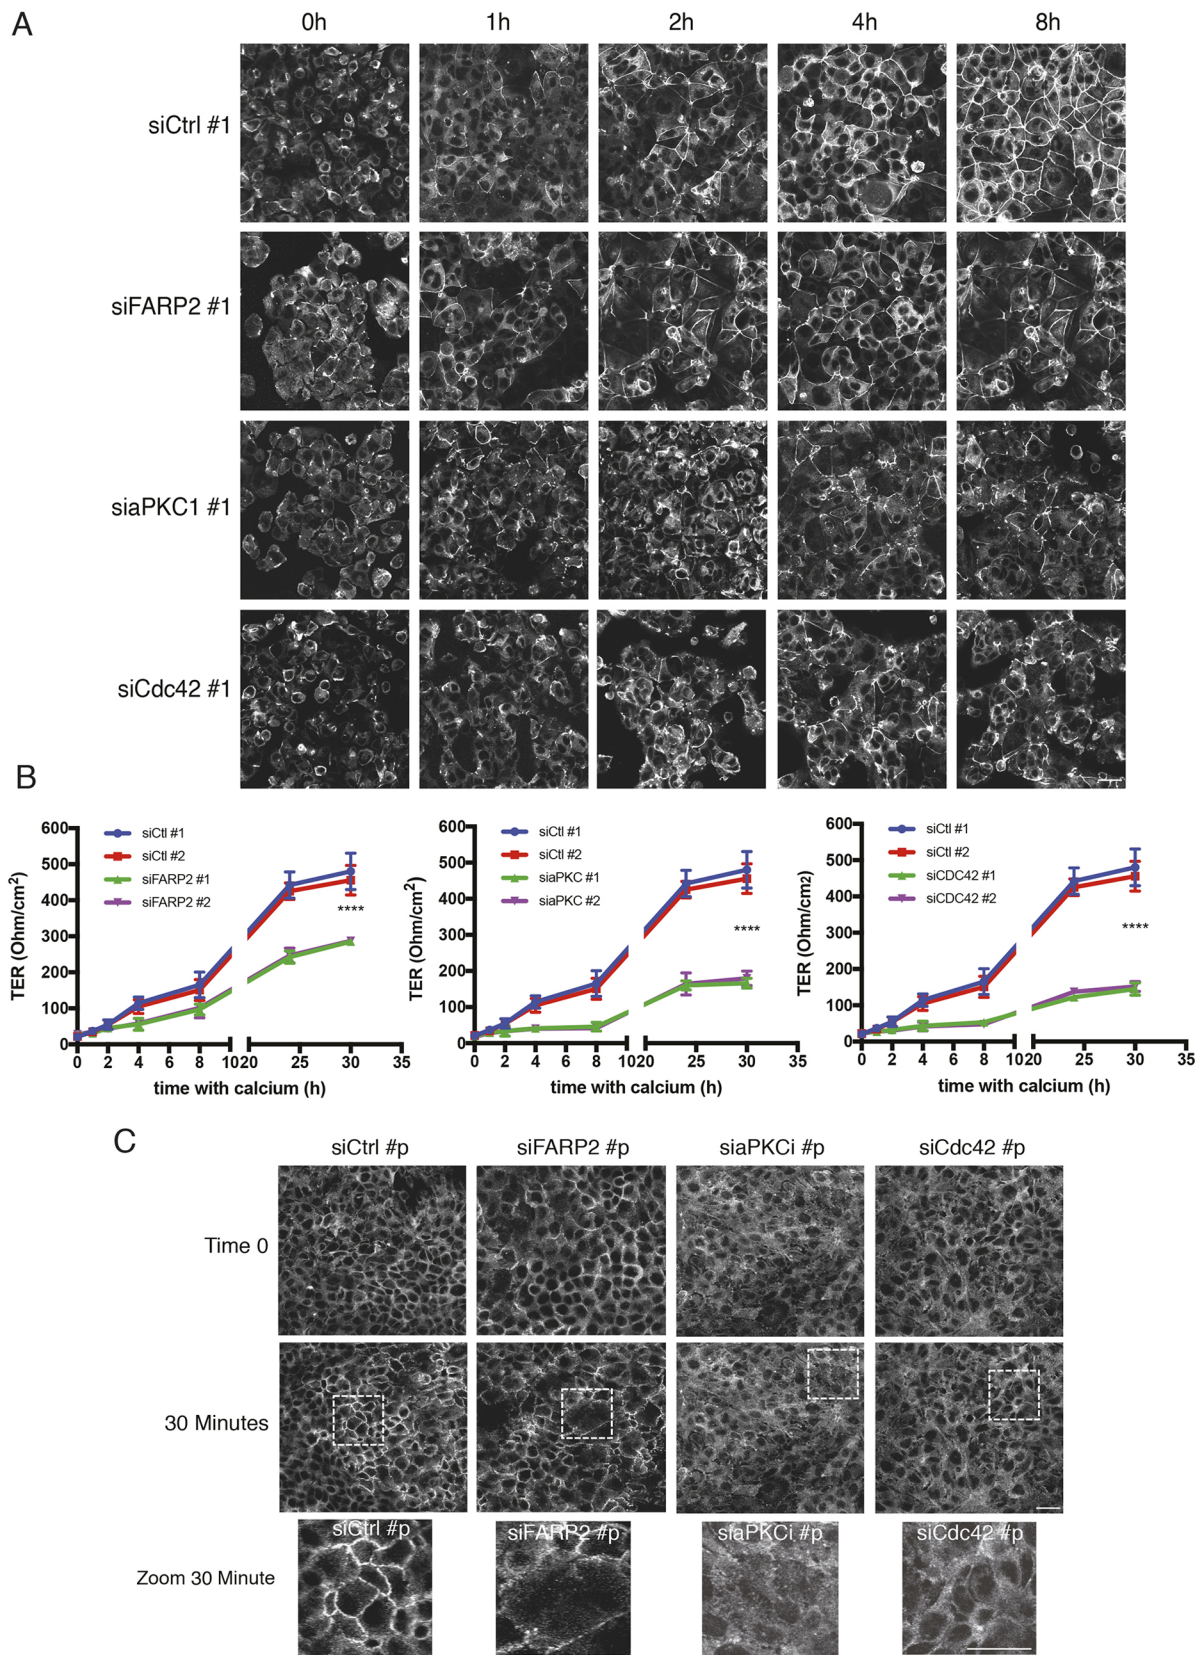 A
0h 1h 2h 4h 8h
siCtrl #1
siFARP2 #1
siaPKC1 #1
siCdc42 #1
B
600
500
400
300
200
100
0
TER (Ohm/cm²)
siCtl #1
siCtl #2
siFARP2 #1
siFARP2 #2
****
0 2 4 6 8 10 20 25 30 35
time with calcium (h)
600
500
400
300
200
100
0
TER (Ohm/cm²)
siCtl #1
siCtl #2
siaPKC #1
siaPKC #2
****
0 2 4 6 8 10 20 25 30 35
time with calcium (h)
600
500
400
300
200
100
0
TER (Ohm/cm2)
siCtl #1
siCtl #2
siCDC42 #1
siCDC42 #2
****
0 2 4 6 8 10 20 25 30 35
time with calcium (h)
C
siCtrl #p siFARP2 #p siaPKCi #p siCdc42 #p
Time 0
30 Minutes
siCtrl #p siFARP2 #p siaPKCi #p siCdc42 #p
Zoom 30 Minute